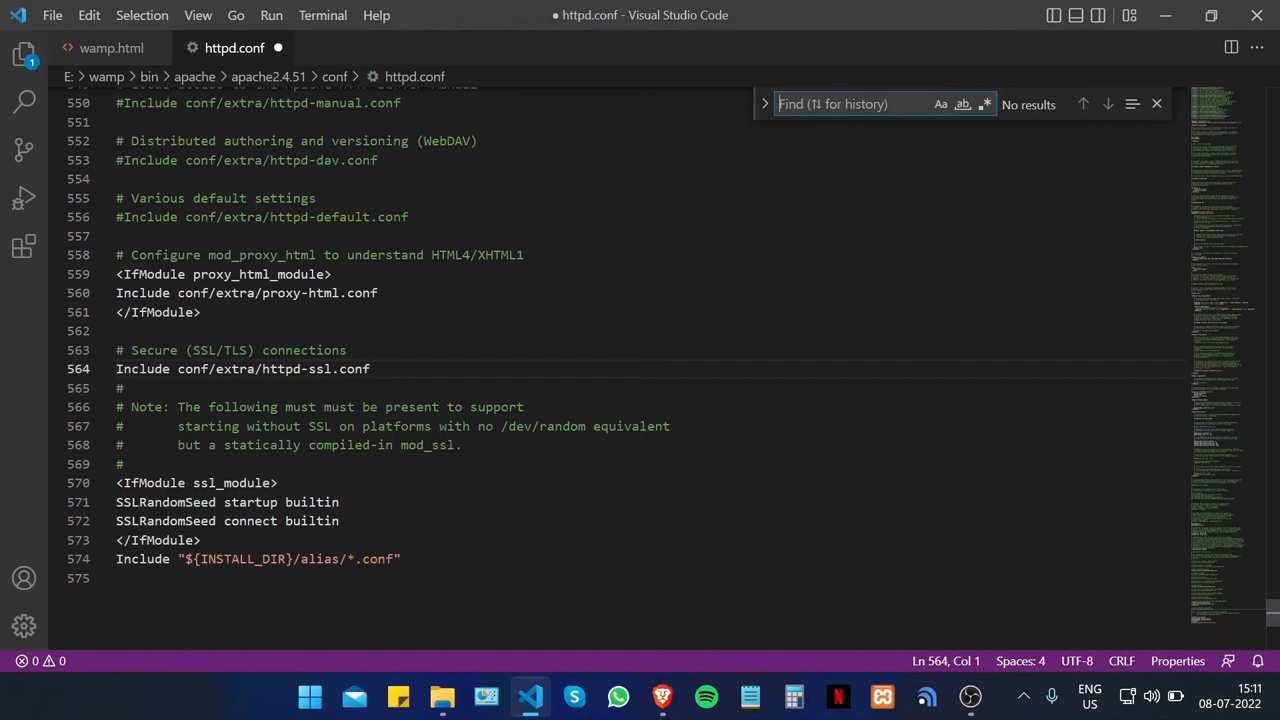 File Edit Selection View Go Run Terminal Help
● httpd.conf - Visual Studio Code
1
<> wamp.html
httpd.conf ●
E: > wamp > bin > apache > apache2.4.51 > conf > httpd.conf
Find (⇅ for history)
Aa Ab .* No results
550 #Include conf/extra/httpd-manual.conf
551
552 # Distributed authoring and versioning (WebDAV)
553 #Include conf/extra/httpd-dav.conf
554
555 # Various default settings
556 #Include conf/extra/httpd-default.conf
557
558 # Configure mod_proxy_html to understand HTML4/XHTML1
559 <IfModule proxy_html_module>
560 Include conf/extra/proxy-html.conf
561 </IfModule>
562
563 # Secure (SSL/TLS) connections
564 Include conf/extra/httpd-ssl.conf
565 #
566 # Note: The following must must be present to support
567 # starting without SSL on platforms with no /dev/random equivalent
568 # but a statically compiled-in mod_ssl.
569 #
570 <IfModule ssl_module>
571 SSLRandomSeed startup builtin
572 SSLRandomSeed connect builtin
573 </IfModule>
574 Include "${INSTALL_DIR}/alias/*.conf"
575
0 0
Ln 564, Col 1 Spaces: 4 UTF-8 CRLF Properties
ENG
US
15:11
08-07-2022